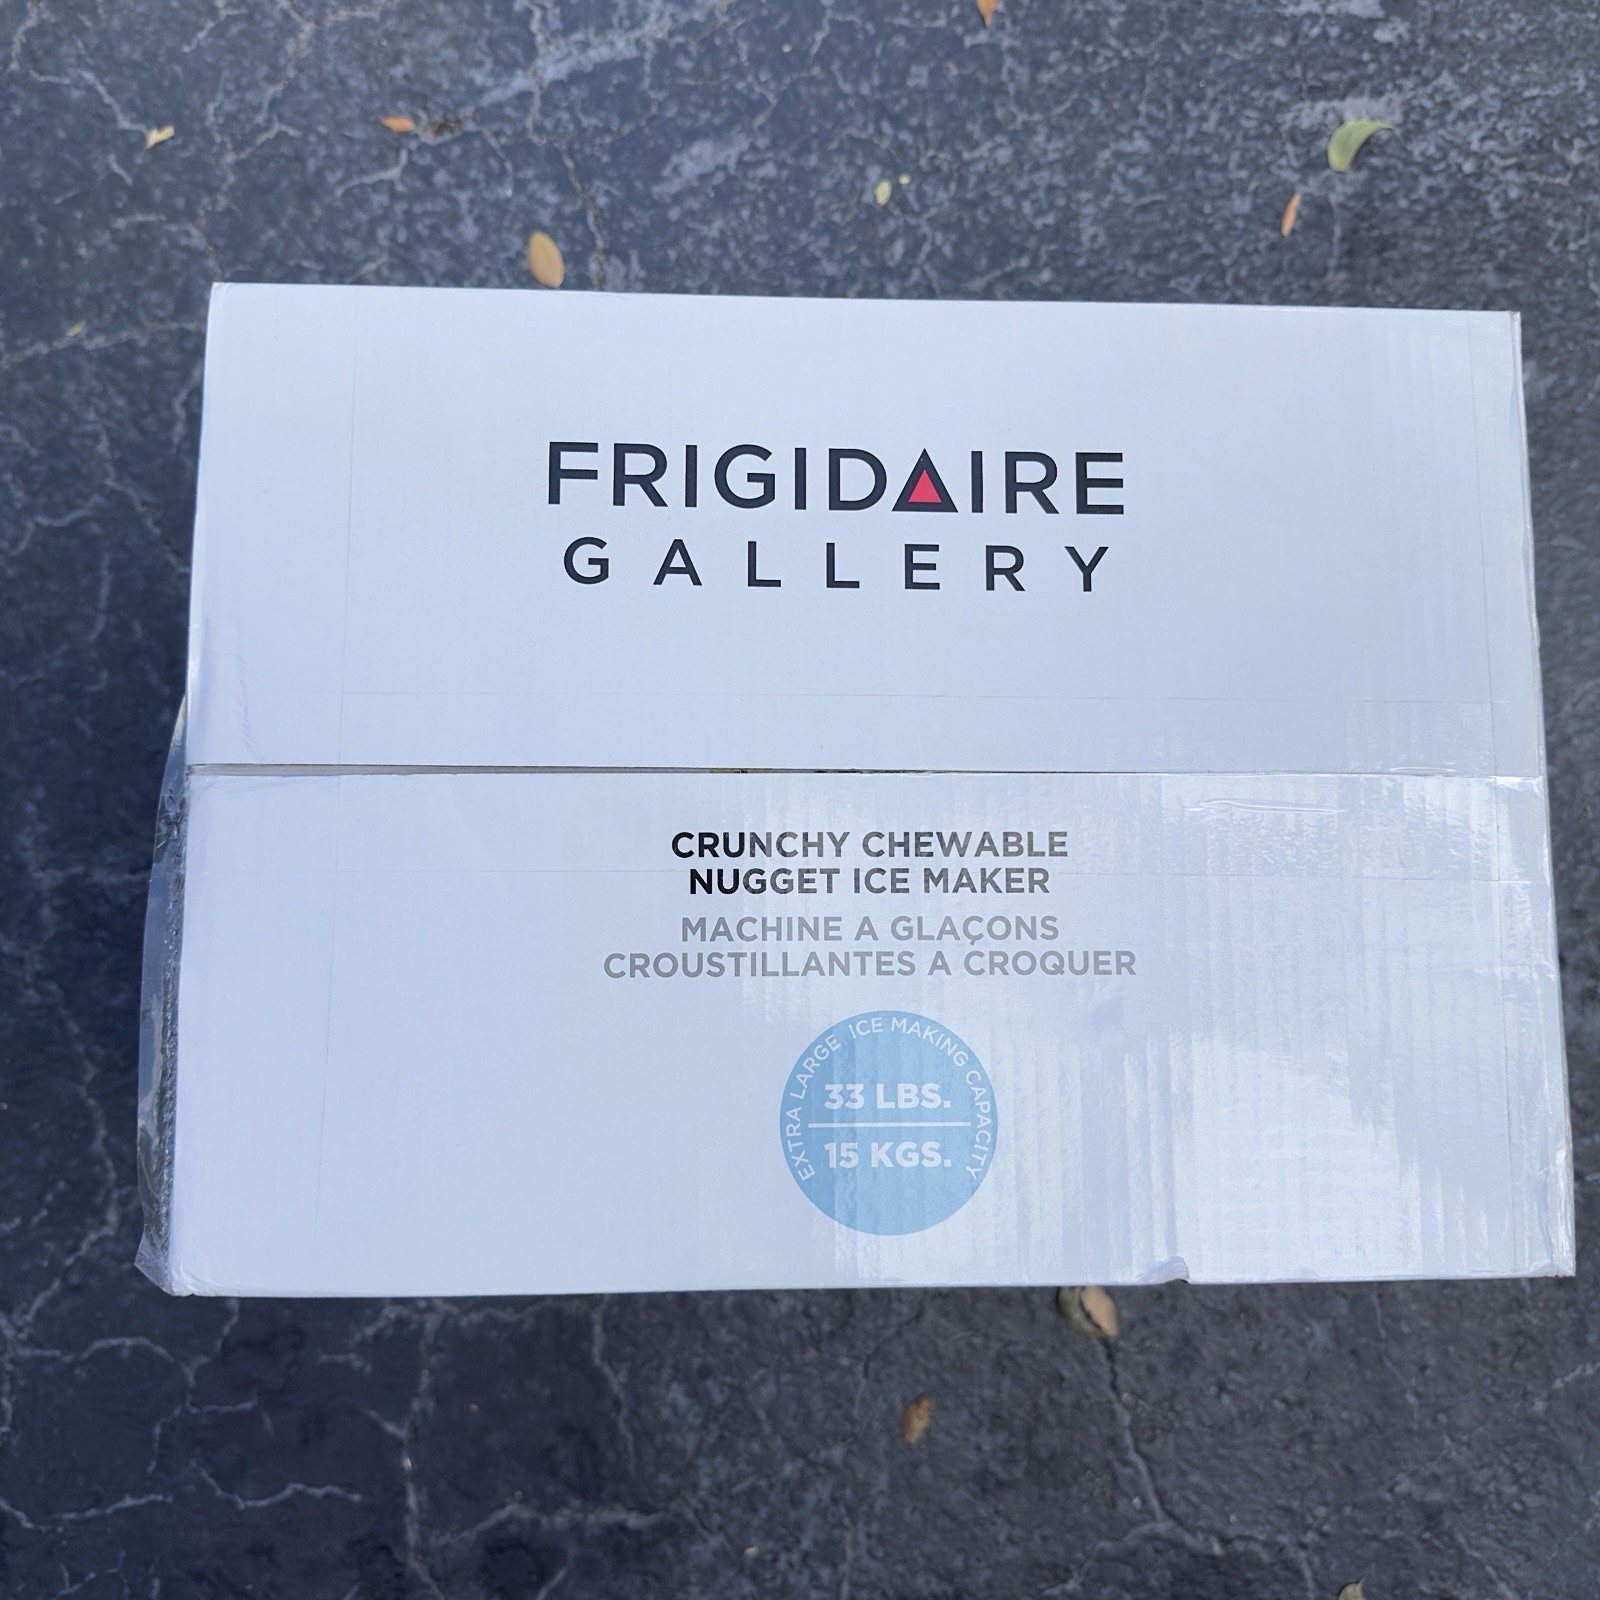 FRIGIDAIRE
GALLERY
CRUNCHY CHEWABLE
NUGGET ICE MAKER
MACHINE A GLAÇONS
CROUSTILLANTES A CROQUER
EXTRA LARGE ICE MAKING CAPACITY
33 LBS.
15 KGS.